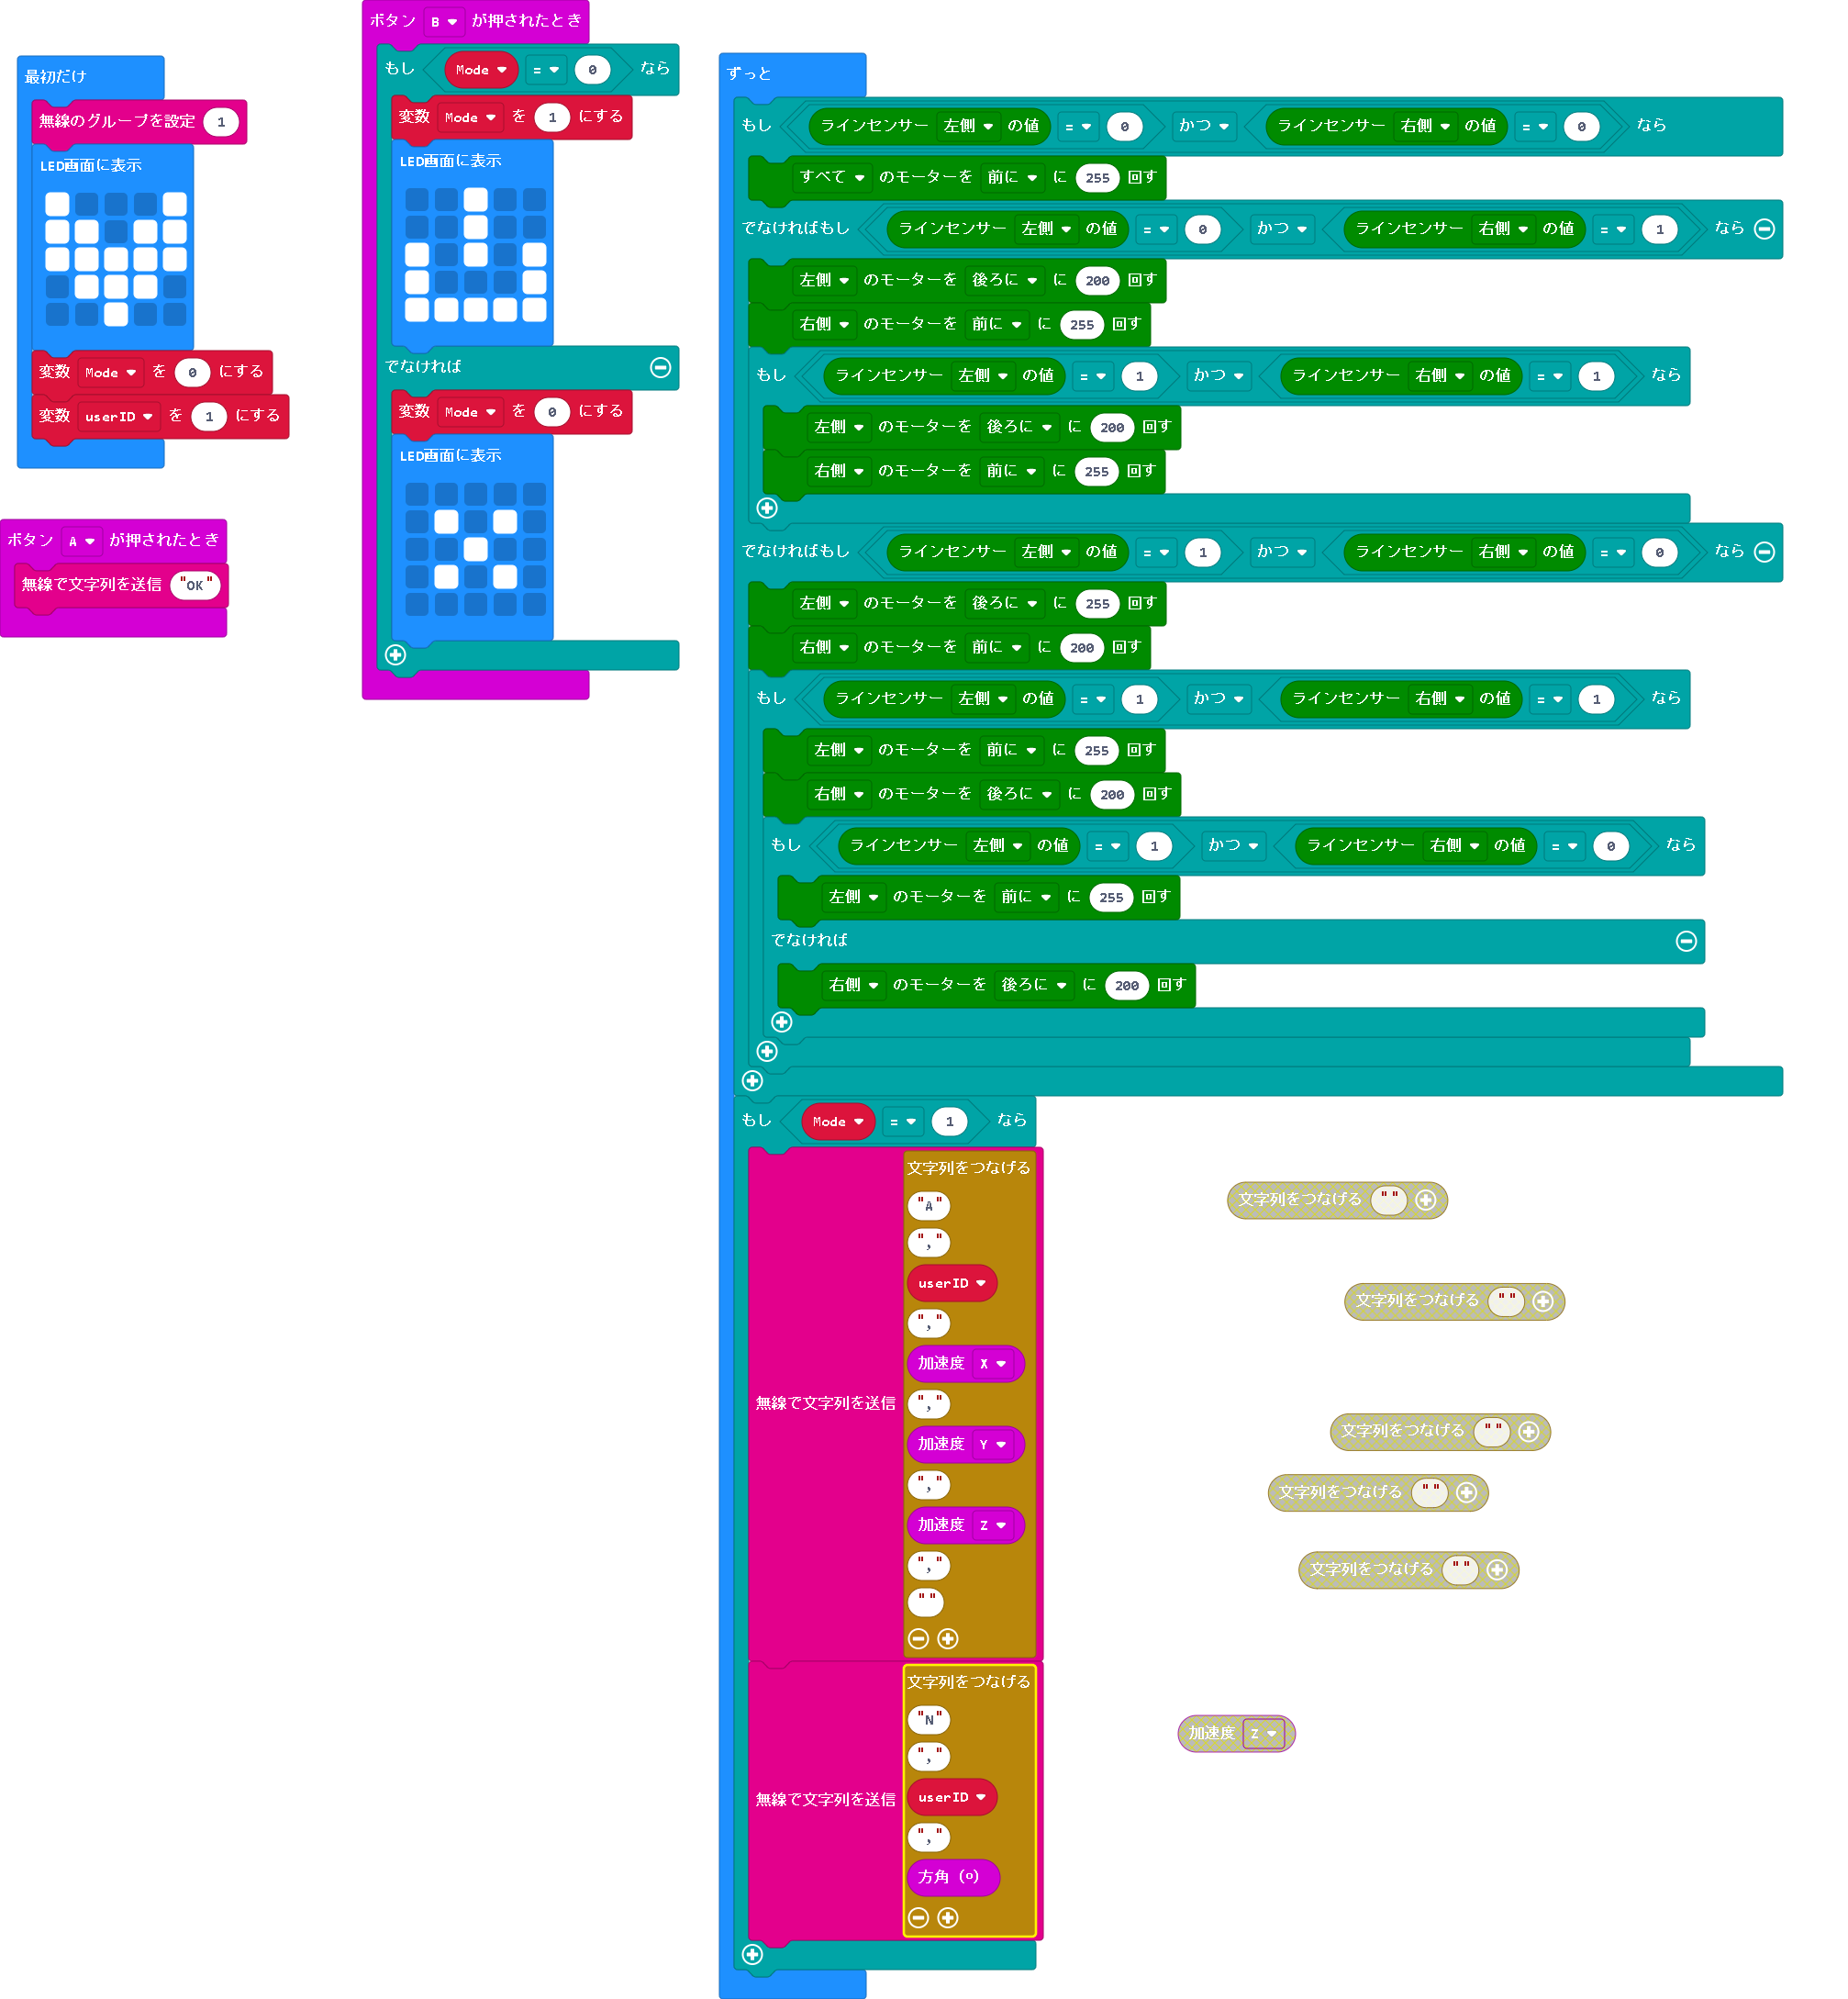 最初だけ
無線のグループを設定 1
LED画面に表示
変数 Mode を 0 にする
変数 userID を 1 にする
ボタン A が押されたとき
無線で文字列を送信 "OK"
ボタン B が押されたとき
もし Mode = 0 なら
変数 Mode を 1 にする
LED画面に表示
でなければ
変数 Mode を 0 にする
LED画面に表示
ずっと
もし ラインセンサー 左側 の値 = 0 かつ ラインセンサー 右側 の値 = 0 なら
すべて のモーターを 前に に 255 回す
でなければもし ラインセンサー 左側 の値 = 0 かつ ラインセンサー 右側 の値 = 1 なら
左側 のモーターを 後ろに に 200 回す
右側 のモーターを 前に に 255 回す
もし ラインセンサー 左側 の値 = 1 かつ ラインセンサー 右側 の値 = 1 なら
左側 のモーターを 後ろに に 200 回す
右側 のモーターを 前に に 255 回す
でなければもし ラインセンサー 左側 の値 = 1 かつ ラインセンサー 右側 の値 = 0 なら
左側 のモーターを 後ろに に 255 回す
右側 のモーターを 前に に 200 回す
もし ラインセンサー 左側 の値 = 1 かつ ラインセンサー 右側 の値 = 1 なら
左側 のモーターを 前に に 255 回す
右側 のモーターを 後ろに に 200 回す
もし ラインセンサー 左側 の値 = 1 かつ ラインセンサー 右側 の値 = 0 なら
左側 のモーターを 前に に 255 回す
でなければ
右側 のモーターを 後ろに に 200 回す
もし Mode = 1 なら
無線で文字列を送信
文字列をつなげる
"A"
","
userID
","
加速度 X
","
加速度 Y
","
加速度 Z
","
""
無線で文字列を送信
文字列をつなげる
"N"
","
userID
","
方角 (°)
文字列をつなげる ""
文字列をつなげる ""
文字列をつなげる ""
文字列をつなげる ""
文字列をつなげる ""
加速度 Z